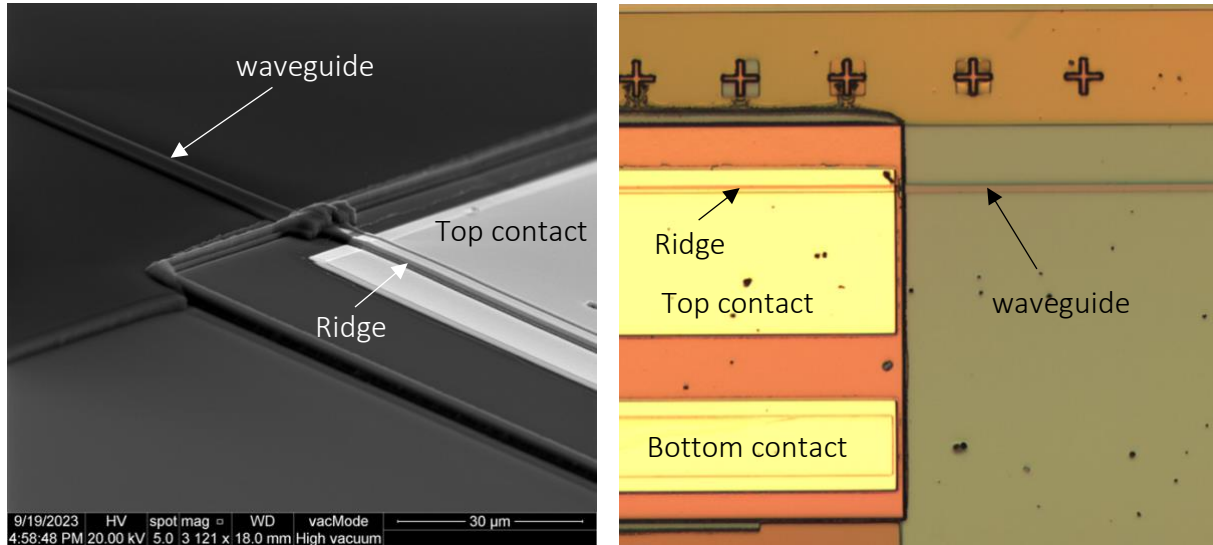 waveguide
Top contact
Ridge
9/19/2023 HV spot mag □ WD vacMode
4:58:48 PM 20.00 kV 5.0 3 121 x 18.0 mm High vacuum
30 µm
Ridge
Top contact
waveguide
Bottom contact